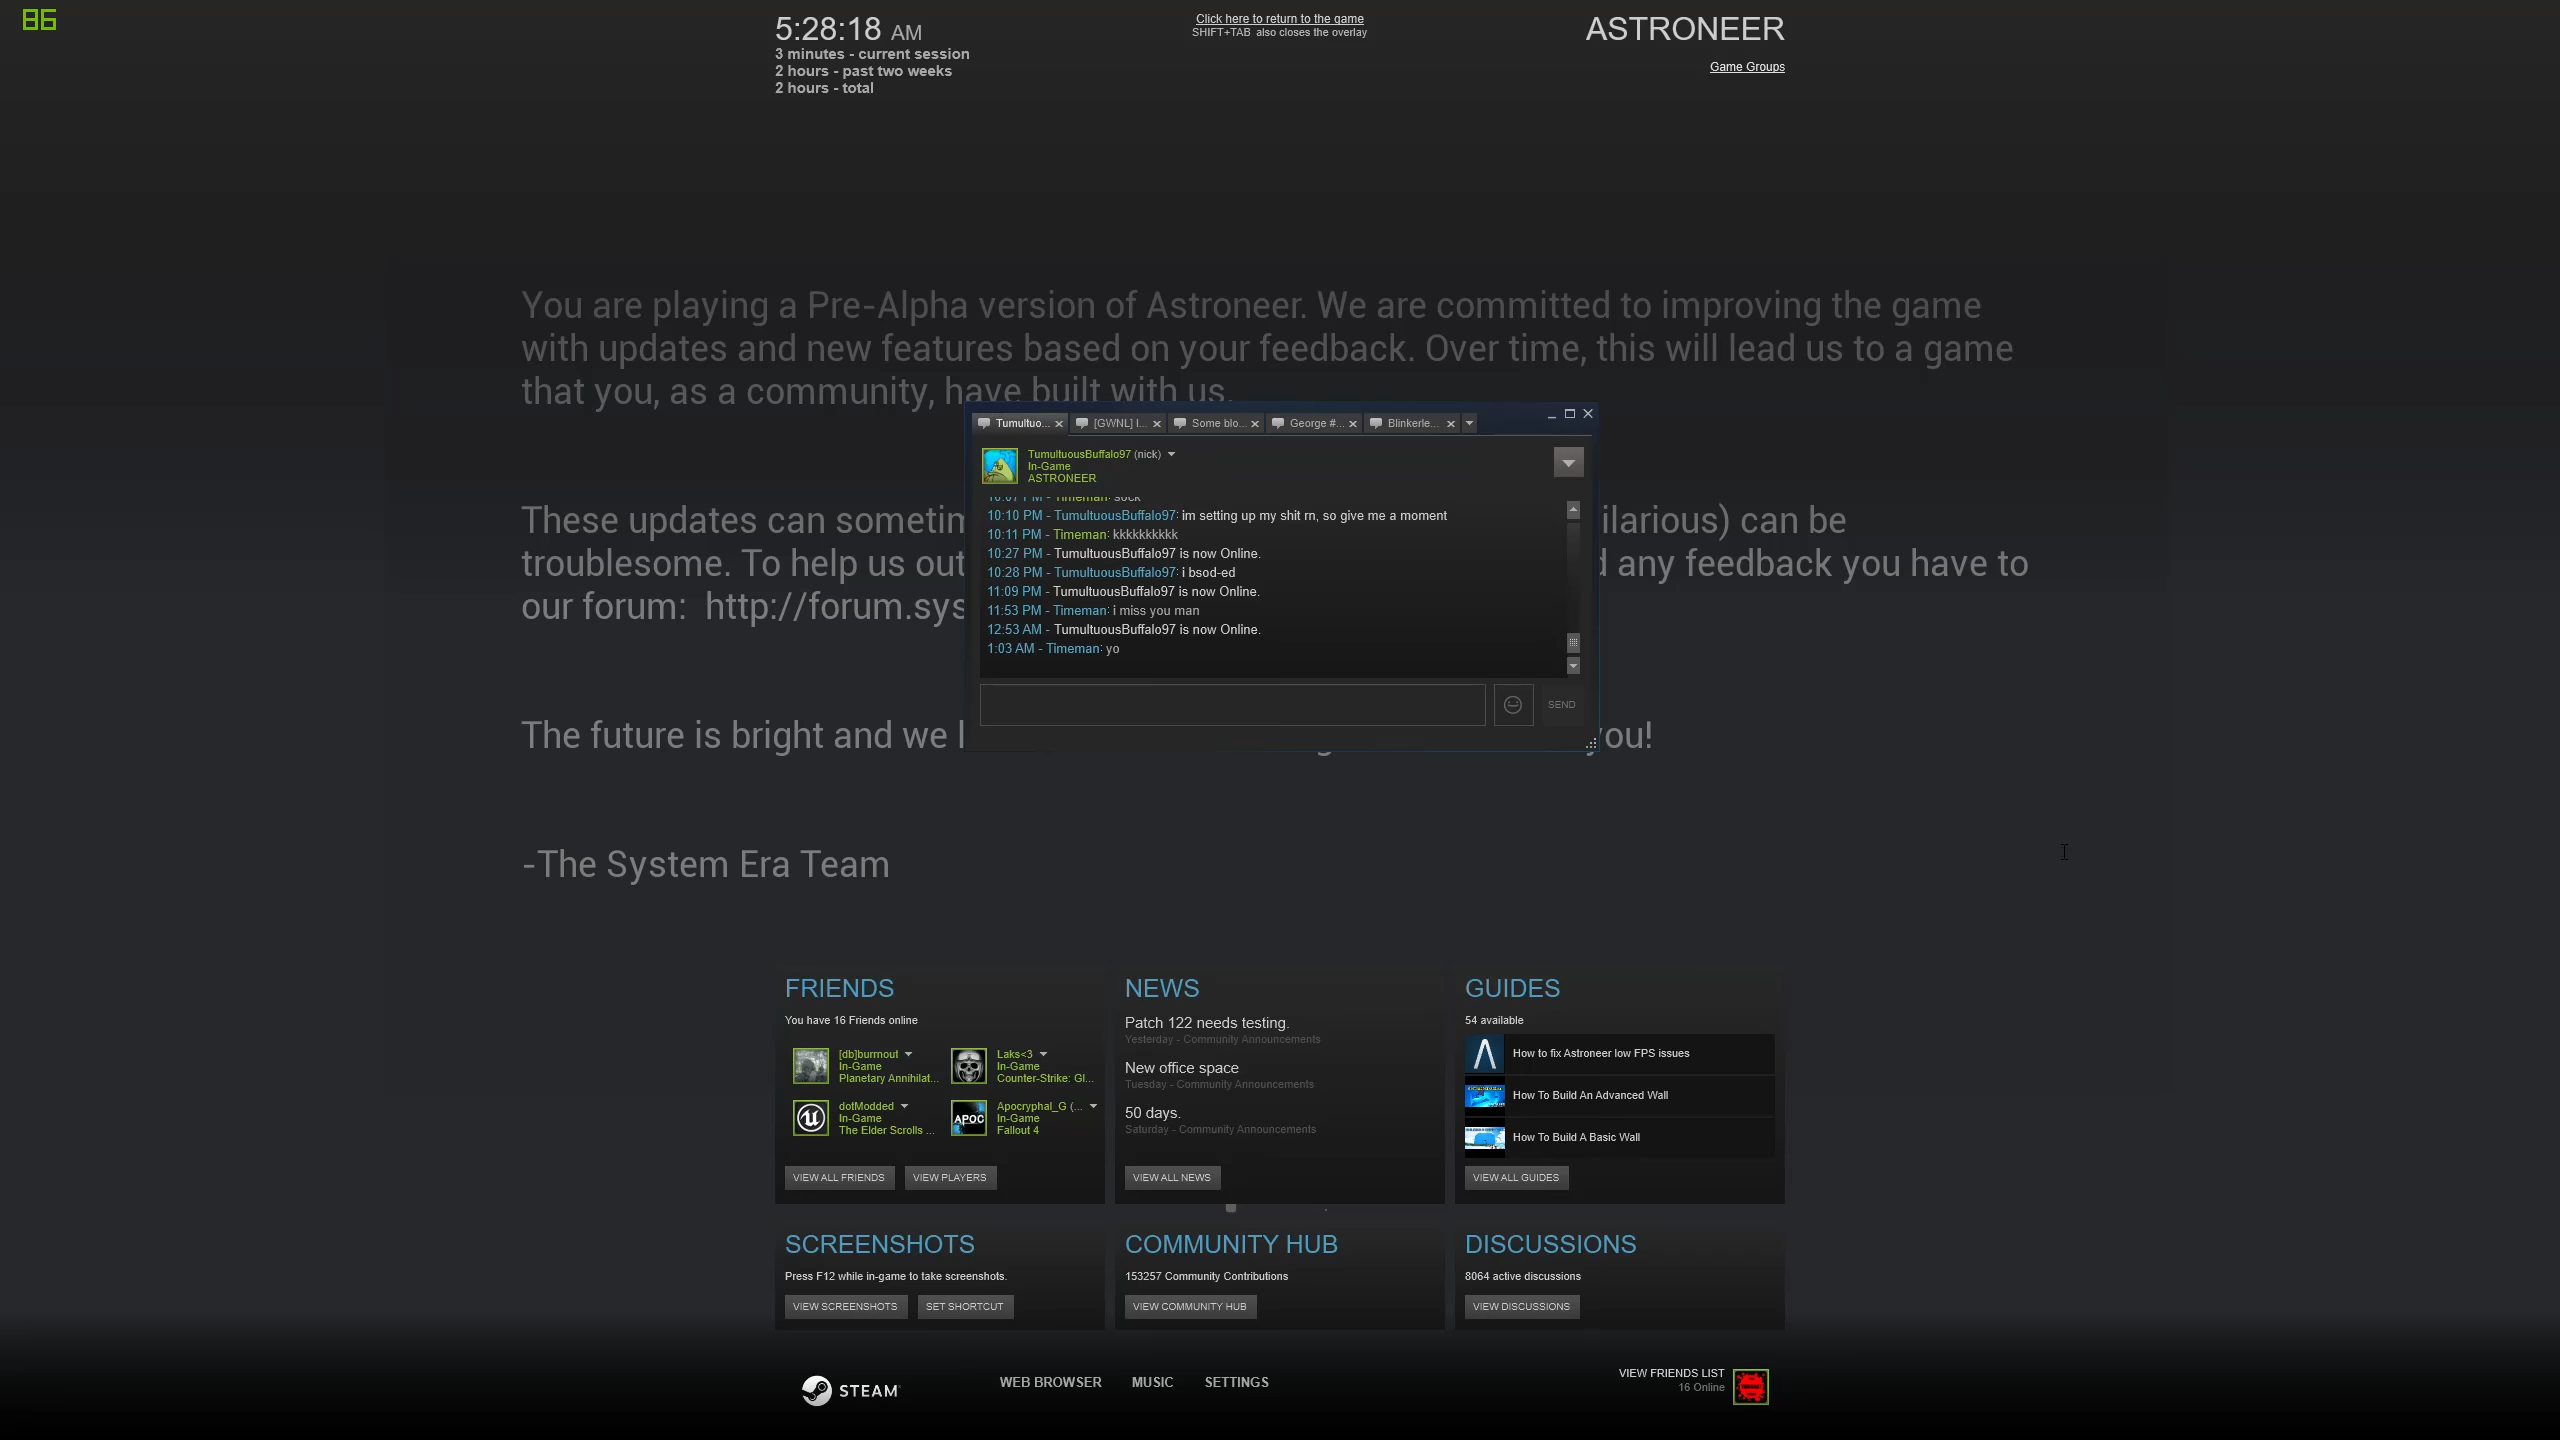 86
5:28:18 AM
3 minutes - current session
2 hours - past two weeks
2 hours - total
Click here to return to the game
SHIFT+TAB also closes the overlay
ASTRONEER
Game Groups
You are playing a Pre-Alpha version of Astroneer. We are committed to improving the game
with updates and new features based on your feedback. Over time, this will lead us to a game
that you, as a community, have built with us.
Tumultuo...
[GWNL] I...
Some blo...
George #...
Blinkerle...
TumultuousBuffalo97 (nick)
In-Game
ASTRONEER
10:07 PM - Timeman: sock
10:10 PM - TumultuousBuffalo97: im setting up my shit rn, so give me a moment
10:11 PM - Timeman: kkkkkkkkkk
10:27 PM - TumultuousBuffalo97 is now Online.
10:28 PM - TumultuousBuffalo97: i bsod-ed
11:09 PM - TumultuousBuffalo97 is now Online.
11:53 PM - Timeman: i miss you man
12:53 AM - TumultuousBuffalo97 is now Online.
1:03 AM - Timeman: yo
SEND
These updates can ilarious) can be
troublesome. To help us any feedback you have to
our forum: http://forum.sys
The future is bright and we you!
-The System Era Team
FRIENDS
You have 16 Friends online
[db]burrnout
In-Game
Planetary Annihilat...
Laks<3
In-Game
Counter-Strike: Gl...
dotModded
In-Game
The Elder Scrolls ...
APOC
Apocryphal_G (...
In-Game
Fallout 4
VIEW ALL FRIENDS
VIEW PLAYERS
NEWS
Patch 122 needs testing.
Yesterday - Community Announcements
New office space
Tuesday - Community Announcements
50 days.
Saturday - Community Announcements
VIEW ALL NEWS
GUIDES
54 available
How to fix Astroneer low FPS issues
How To Build An Advanced Wall
How To Build A Basic Wall
VIEW ALL GUIDES
SCREENSHOTS
Press F12 while in-game to take screenshots.
VIEW SCREENSHOTS
SET SHORTCUT
COMMUNITY HUB
153257 Community Contributions
VIEW COMMUNITY HUB
DISCUSSIONS
8064 active discussions
VIEW DISCUSSIONS
STEAM
WEB BROWSER
MUSIC
SETTINGS
VIEW FRIENDS LIST
16 Online